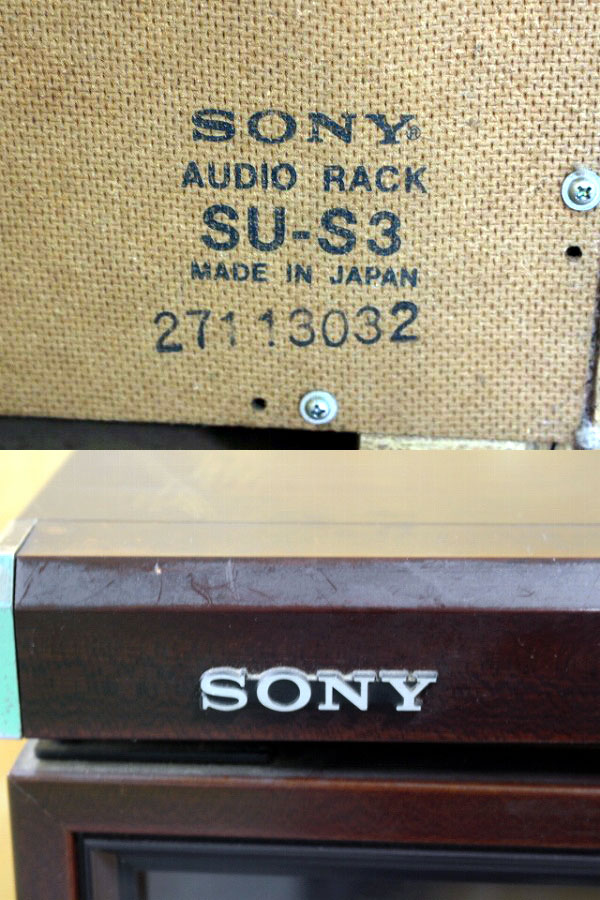 SONY®
AUDIO RACK
SU-S3
MADE IN JAPAN
27113032
SONY